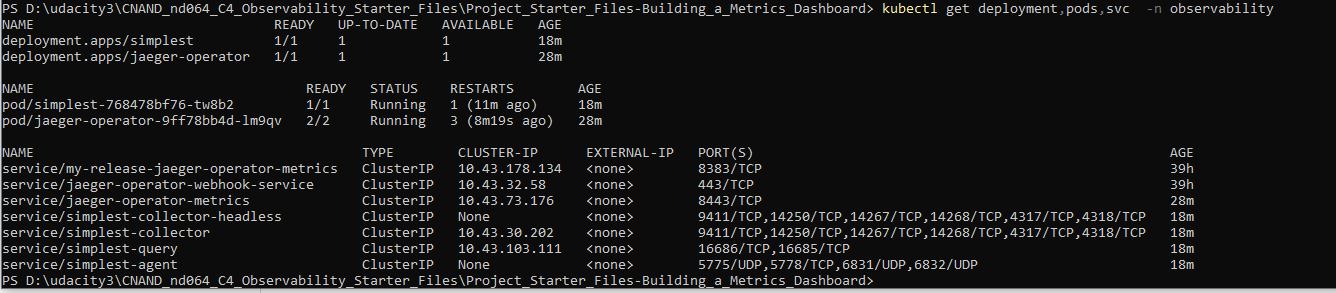 PS D:\udacity3\CNAND_nd064_C4_Observability_Starter_Files\Project_Starter_Files-Building_a_Metrics_Dashboard> kubectl get deployment,pods,svc  -n observability
NAME                              READY   UP-TO-DATE   AVAILABLE   AGE
deployment.apps/simplest          1/1     1            1           18m
deployment.apps/jaeger-operator   1/1     1            1           28m

NAME                                  READY   STATUS    RESTARTS        AGE
pod/simplest-768478bf76-tw8b2         1/1     Running   1 (11m ago)     18m
pod/jaeger-operator-9ff78bb4d-lm9qv   2/2     Running   3 (8m19s ago)   28m

NAME                                         TYPE        CLUSTER-IP      EXTERNAL-IP   PORT(S)                                                    AGE
service/my-release-jaeger-operator-metrics   ClusterIP   10.43.178.134   <none>        8383/TCP                                                   39h
service/jaeger-operator-webhook-service      ClusterIP   10.43.32.58     <none>        443/TCP                                                    39h
service/jaeger-operator-metrics              ClusterIP   10.43.73.176    <none>        8443/TCP                                                   28m
service/simplest-collector-headless          ClusterIP   None            <none>        9411/TCP,14250/TCP,14267/TCP,14268/TCP,4317/TCP,4318/TCP   18m
service/simplest-collector                   ClusterIP   10.43.30.202    <none>        9411/TCP,14250/TCP,14267/TCP,14268/TCP,4317/TCP,4318/TCP   18m
service/simplest-query                       ClusterIP   10.43.103.111   <none>        16686/TCP,16685/TCP                                        18m
service/simplest-agent                       ClusterIP   None            <none>        5775/UDP,5778/TCP,6831/UDP,6832/UDP                        18m
PS D:\udacity3\CNAND_nd064_C4_Observability_Starter_Files\Project_Starter_Files-Building_a_Metrics_Dashboard>